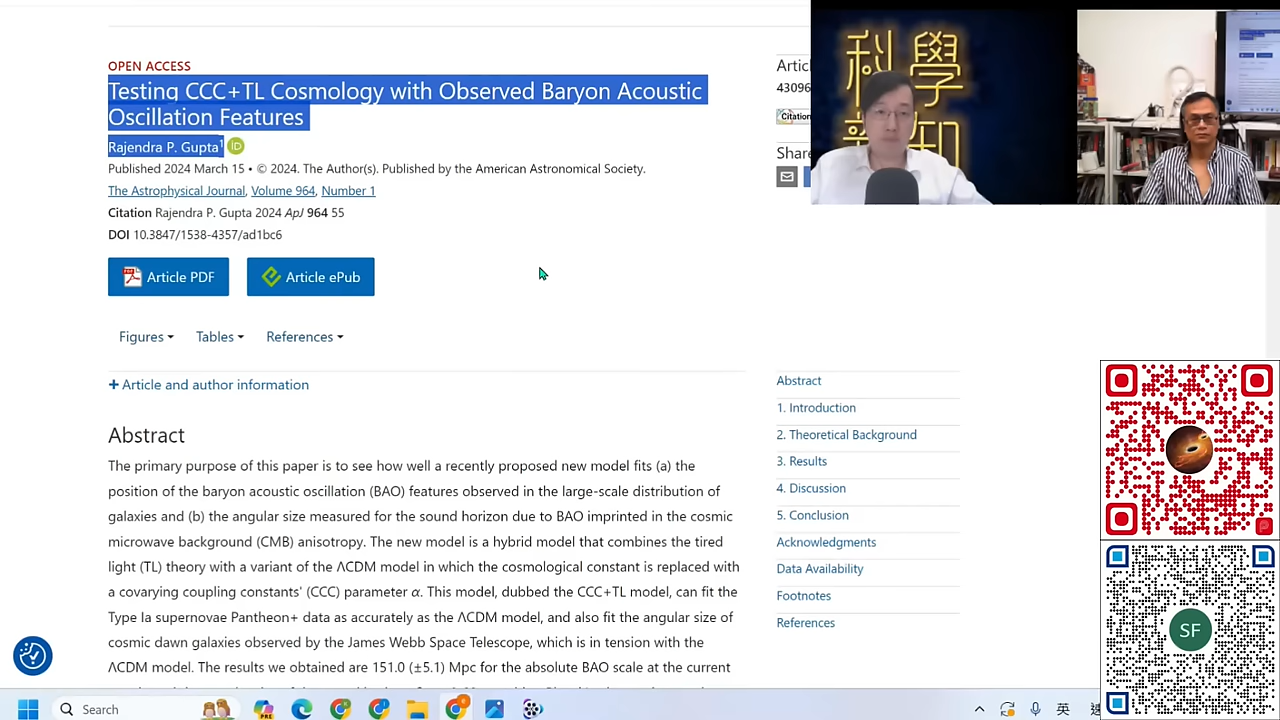 OPEN ACCESS
Testing CCC+TL Cosmology with Observed Baryon Acoustic
Oscillation Features
Rajendra P. Gupta1
Published 2024 March 15 • © 2024. The Author(s). Published by the American Astronomical Society.
The Astrophysical Journal, Volume 964, Number 1
Citation Rajendra P. Gupta 2024 ApJ 964 55
DOI 10.3847/1538-4357/ad1bc6
Article PDF
Article ePub
Figures
Tables
References
+ Article and author information
Abstract
The primary purpose of this paper is to see how well a recently proposed new model fits (a) the
position of the baryon acoustic oscillation (BAO) features observed in the large-scale distribution of
galaxies and (b) the angular size measured for the sound horizon due to BAO imprinted in the cosmic
microwave background (CMB) anisotropy. The new model is a hybrid model that combines the tired
light (TL) theory with a variant of the ΛCDM model in which the cosmological constant is replaced with
a covarying coupling constants' (CCC) parameter α. This model, dubbed the CCC+TL model, can fit the
Type Ia supernovae Pantheon+ data as accurately as the ΛCDM model, and also fit the angular size of
cosmic dawn galaxies observed by the James Webb Space Telescope, which is in tension with the
ΛCDM model. The results we obtained are 151.0 (±5.1) Mpc for the absolute BAO scale at the current
43096
Citation
Share
科學
知
Abstract
1. Introduction
2. Theoretical Background
3. Results
4. Discussion
5. Conclusion
Acknowledgments
Data Availability
Footnotes
References
SF
Search
PRE
英